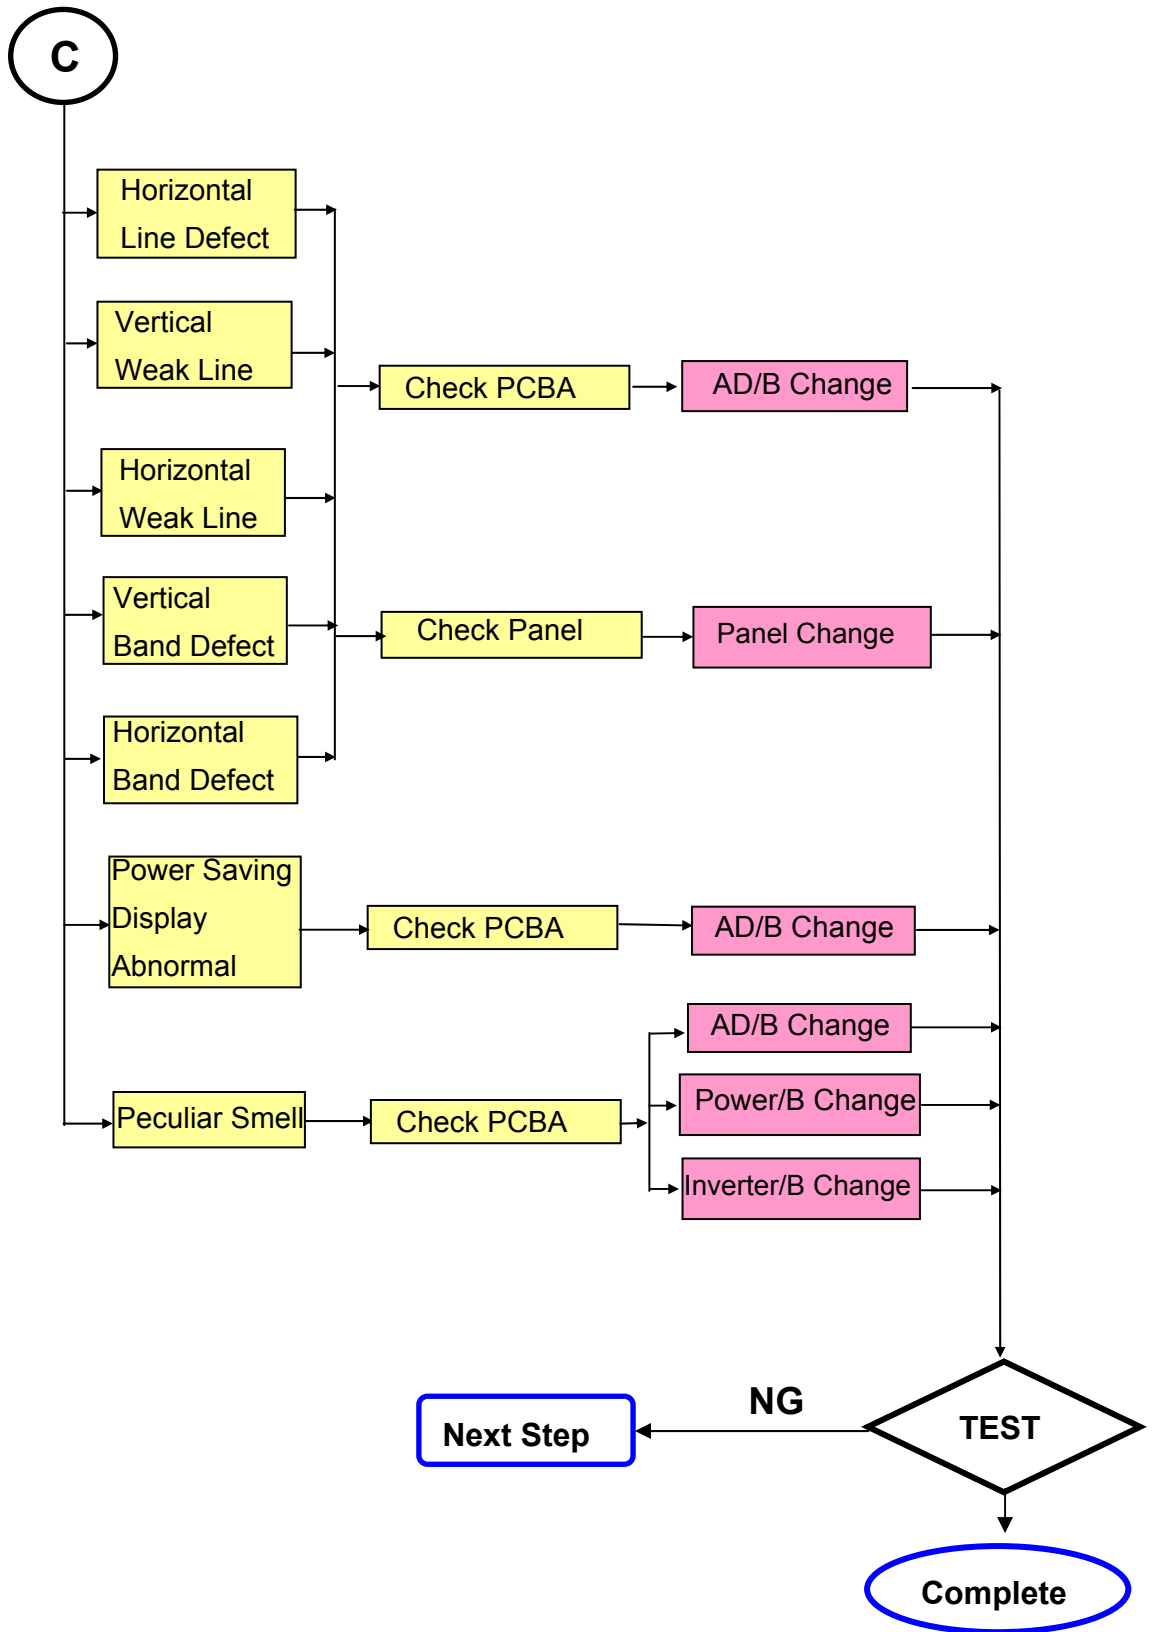 C
Horizontal
Line Defect
Vertical
Weak Line
Check PCBA
AD/B Change
Horizontal
Weak Line
Vertical
Band Defect
Check Panel
Panel Change
Horizontal
Band Defect
Power Saving
Display
Abnormal
Check PCBA
AD/B Change
Peculiar Smell
Check PCBA
AD/B Change
Power/B Change
Inverter/B Change
NG
Next Step
TEST
Complete